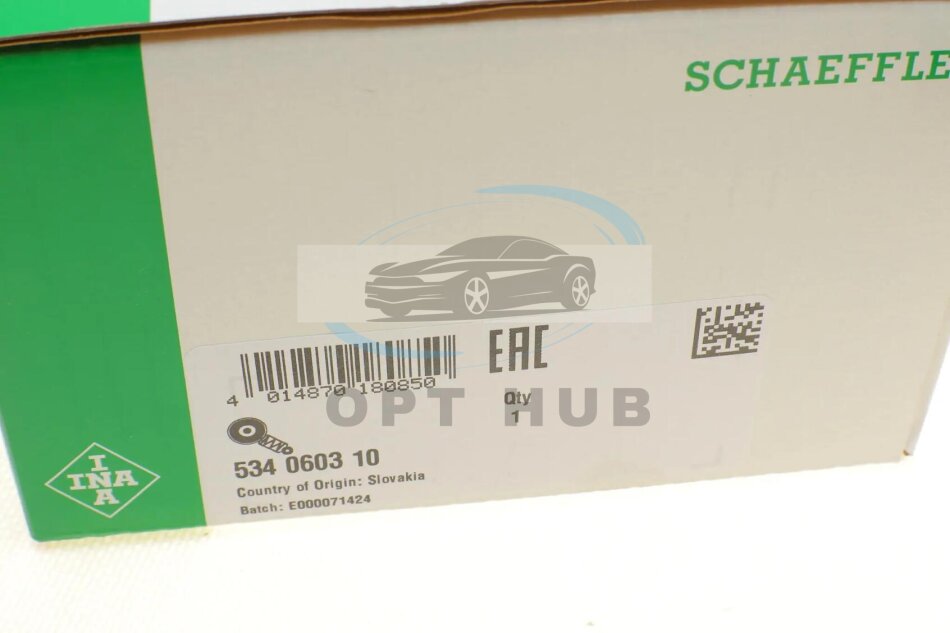 SCHAEFFLE
EAC
4 014870 180850
Qty
1
OPT HUB
534 0603 10
Country of Origin: Slovakia
Batch: E000071424
INA
INA